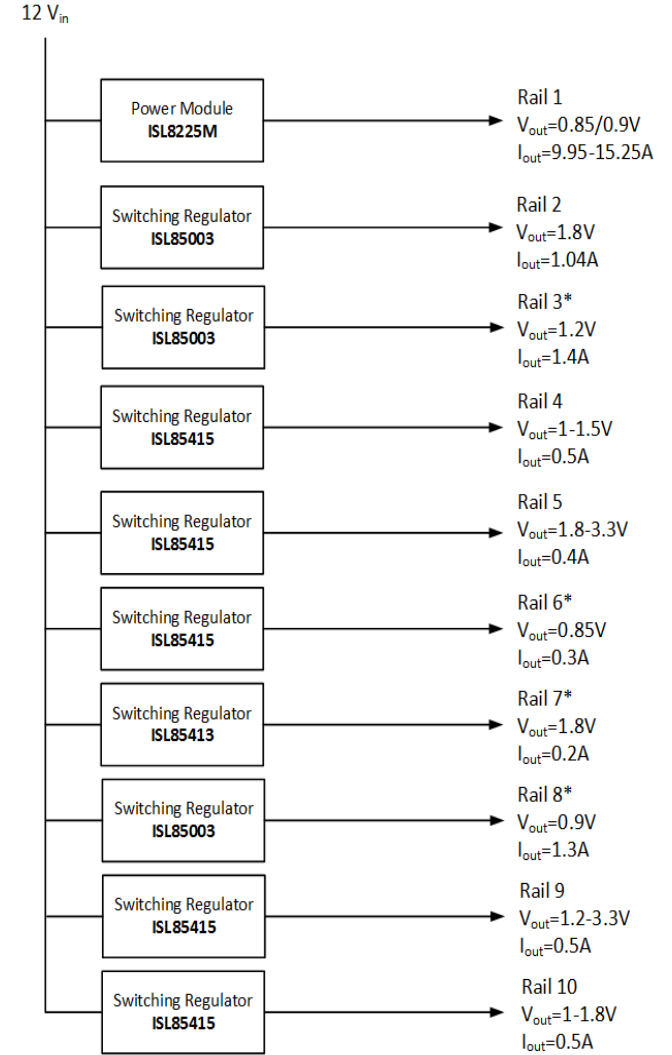 12 Vin
Power Module
ISL8225M
Rail 1
Vout=0.85/0.9V
Iout=9.95-15.25A
Switching Regulator
ISL85003
Rail 2
Vout=1.8V
Iout=1.04A
Switching Regulator
ISL85003
Rail 3*
Vout=1.2V
Iout=1.4A
Switching Regulator
ISL85415
Rail 4
Vout=1-1.5V
Iout=0.5A
Switching Regulator
ISL85415
Rail 5
Vout=1.8-3.3V
Iout=0.4A
Switching Regulator
ISL85415
Rail 6*
Vout=0.85V
Iout=0.3A
Switching Regulator
ISL85413
Rail 7*
Vout=1.8V
Iout=0.2A
Switching Regulator
ISL85003
Rail 8*
Vout=0.9V
Iout=1.3A
Switching Regulator
ISL85415
Rail 9
Vout=1.2-3.3V
Iout=0.5A
Switching Regulator
ISL85415
Rail 10
Vout=1-1.8V
Iout=0.5A